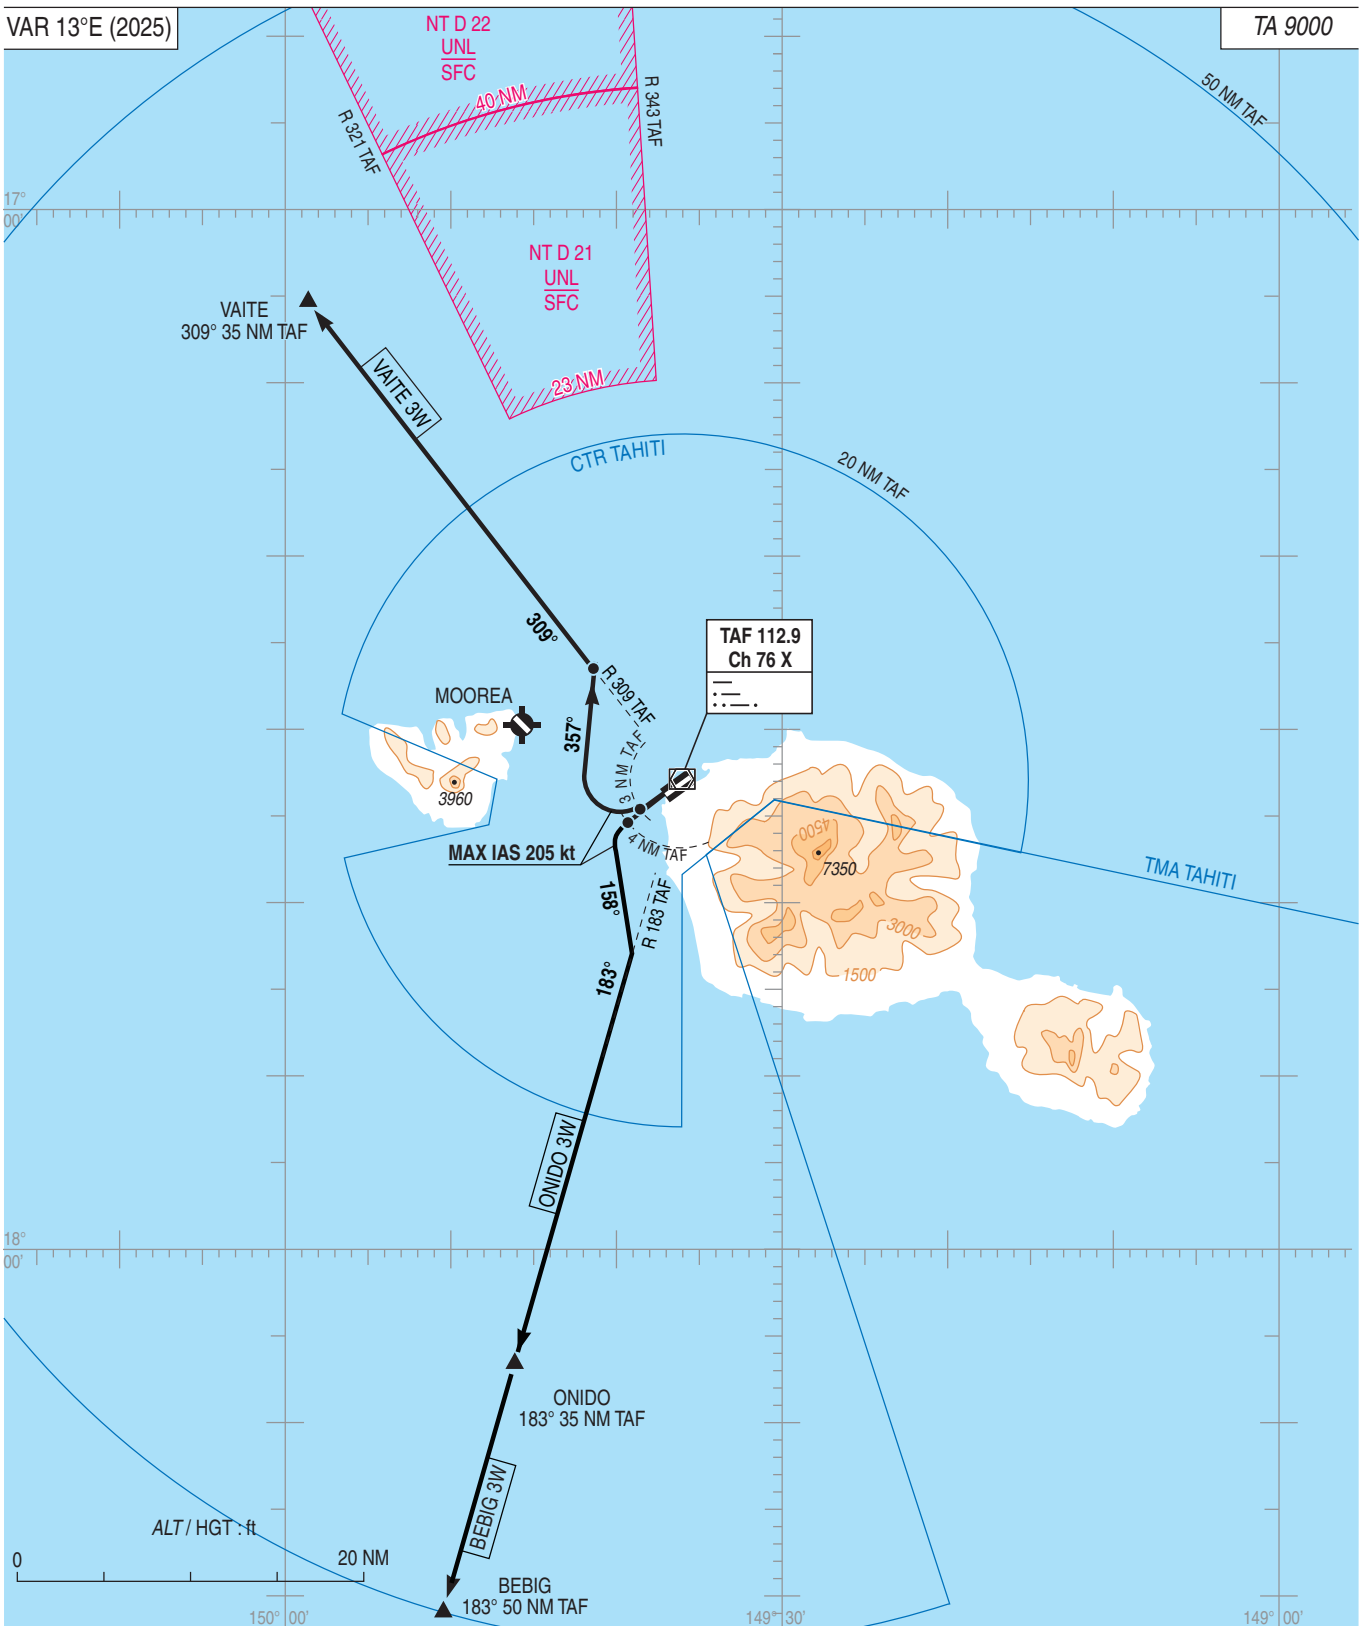 VAR 13°E (2025)
TA 9000
NT D 22
UNL
SFC
40 NM
R 321 TAF
R 343 TAF
50 NM TAF
17°
00'
NT D 21
UNL
SFC
23 NM
VAITE
309° 35 NM TAF
VAITE 3W
CTR TAHITI
20 NM TAF
309°
TAF 112.9
Ch 76 X
R 309 TAF
MOOREA
357°
3 NM TAF
3960
MAX IAS 205 kt
4 NM TAF
4500
7350
TMA TAHITI
158°
R 183 TAF
3000
1500
183°
ONIDO 3W
18°
00'
ONIDO
183° 35 NM TAF
BEBIG 3W
ALT / HGT : ft
0
20 NM
BEBIG
183° 50 NM TAF
150° 00'
149° 30'
149° 00'